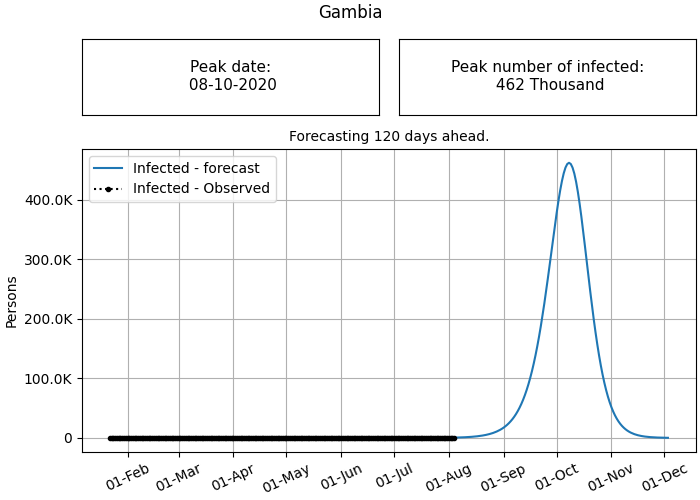 Gambia
Peak date:
08-10-2020
Peak number of infected:
462 Thousand
Forecasting 120 days ahead.
Infected - forecast
Infected - Observed
Persons
400.0K
300.0K
200.0K
100.0K
0
01-Feb
01-Mar
01-Apr
01-May
01-Jun
01-Jul
01-Aug
01-Sep
01-Oct
01-Nov
01-Dec